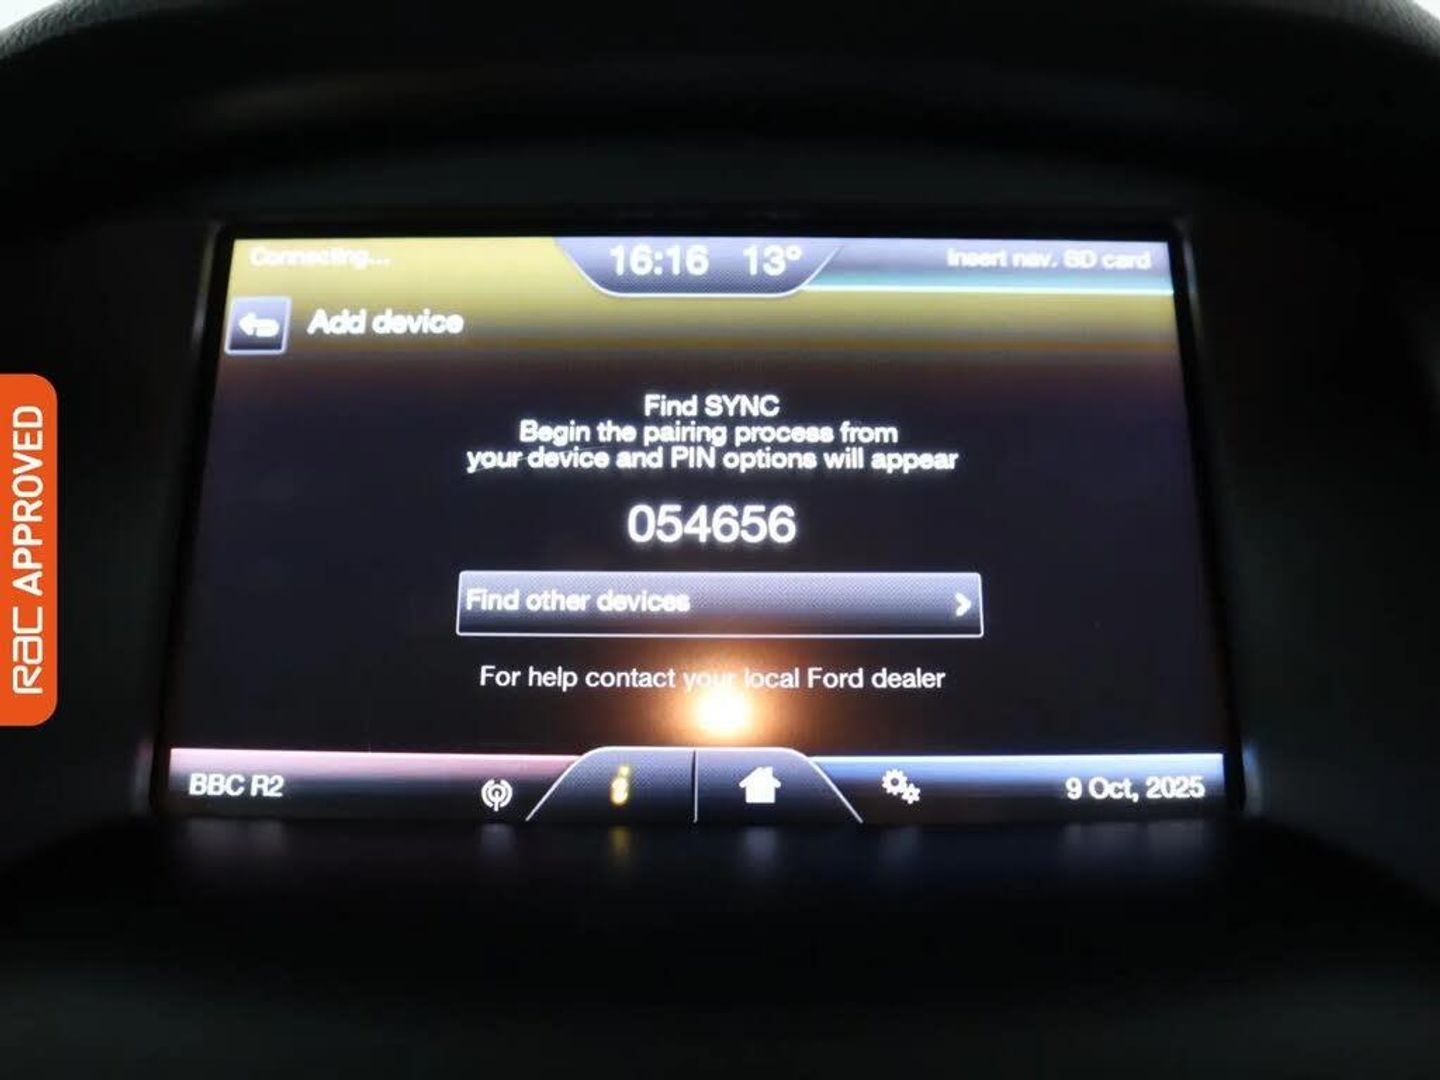 Connecting...
16:16 13°
Insert nav. SD card
Add device
Find SYNC
Begin the pairing process from
your device and PIN options will appear
054656
Find other devices
For help contact your local Ford dealer
BBC R2
i
9 Oct, 2025
RAC APPROVED